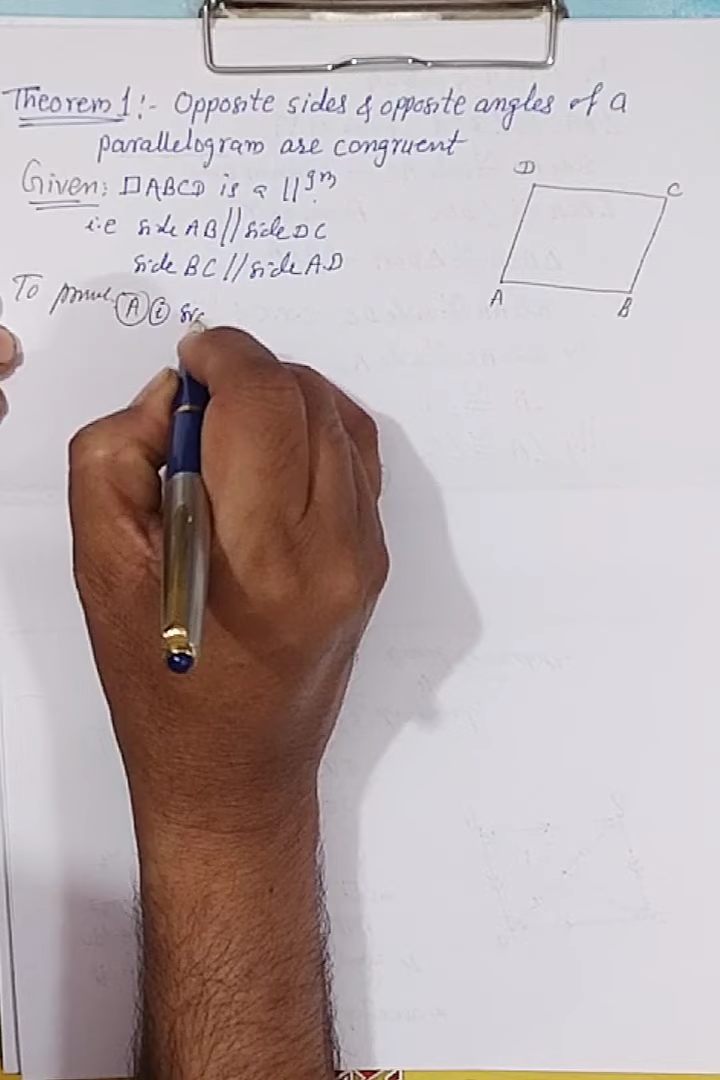 Theorem 1:- Opposite sides & opposite angles of a
parallelogram are congruent
Given: □ABCD is a ||gm
i.e side AB//side DC
side BC//side AD
To prove (A) (i) si
D
C
A
B